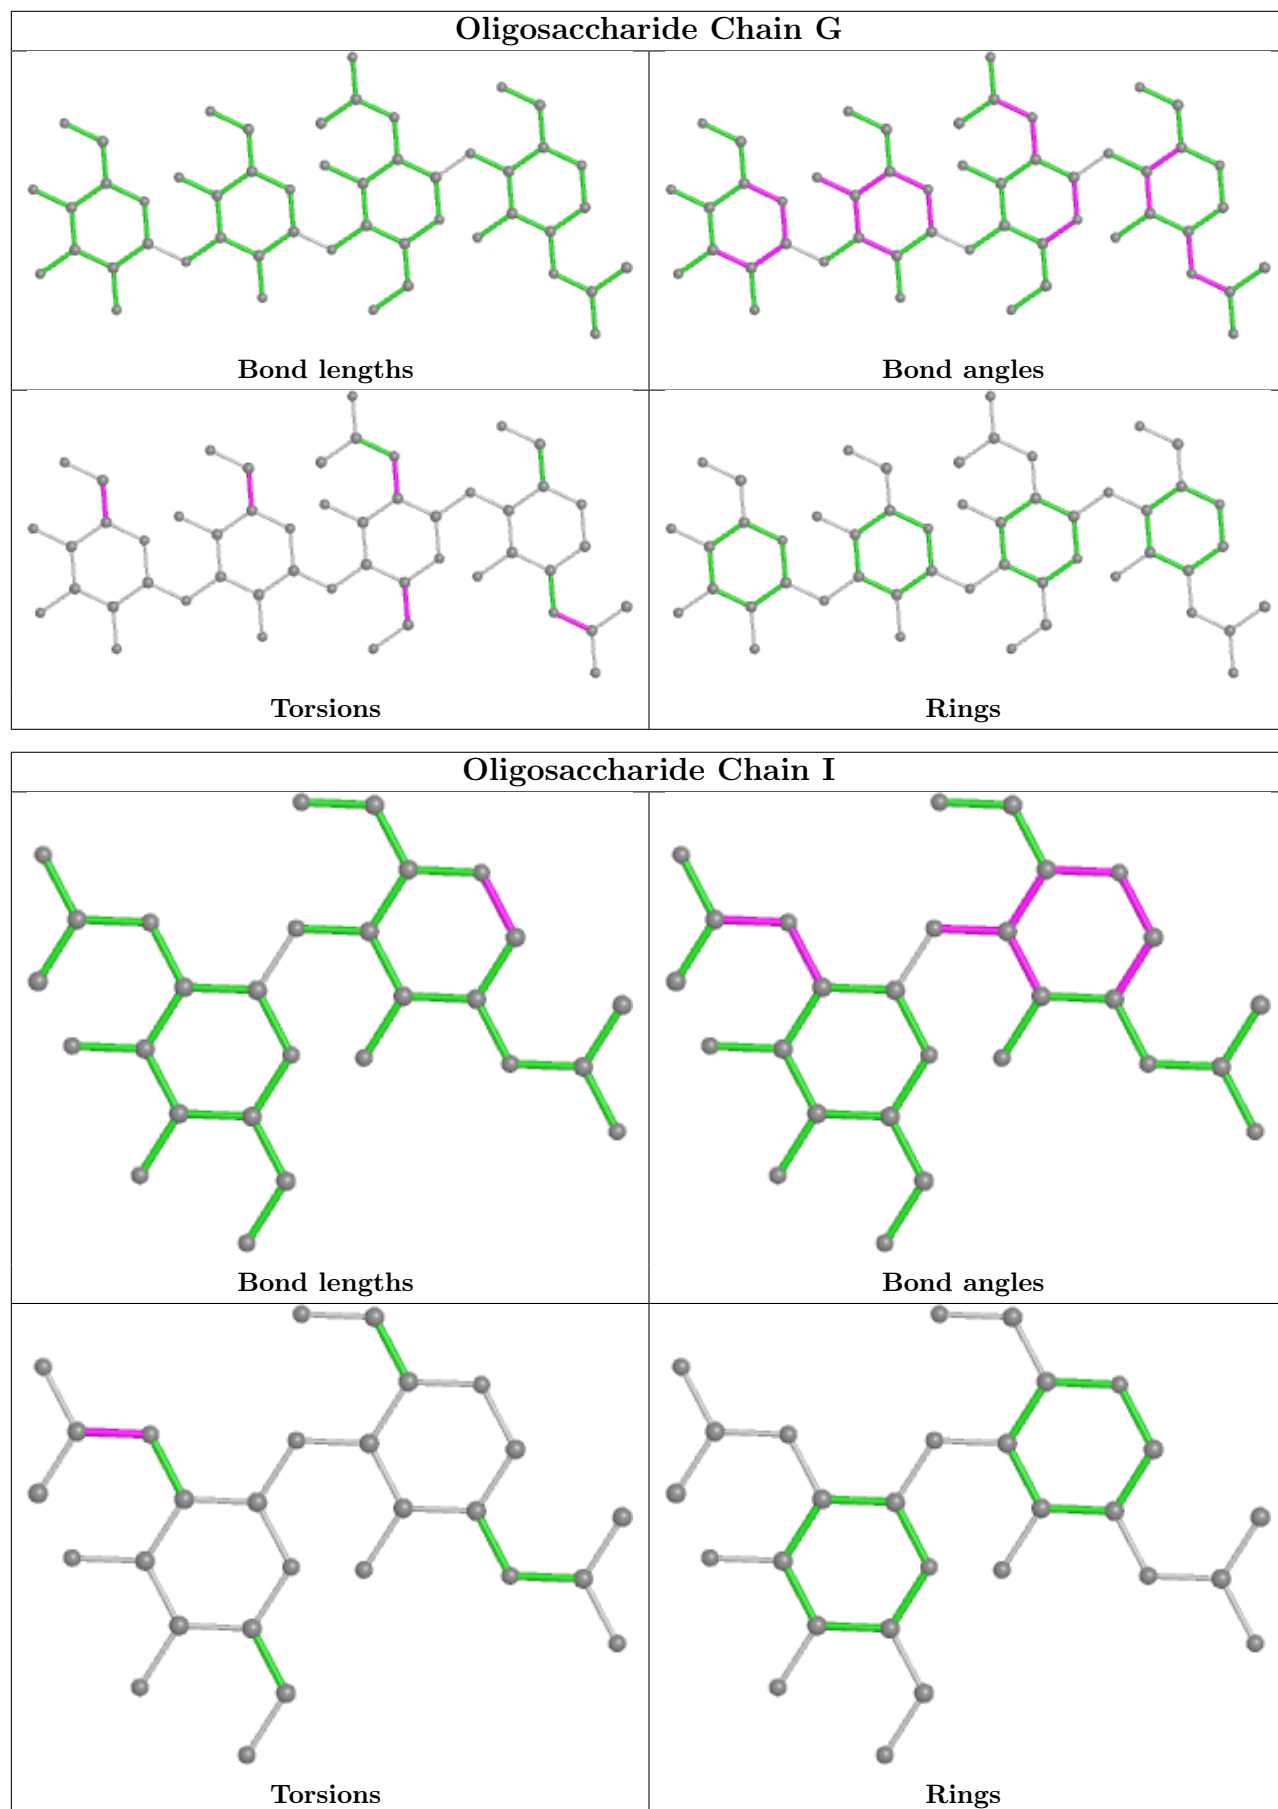 Oligosaccharide Chain G
Bond lengths
Bond angles
Torsions
Rings
Oligosaccharide Chain I
Bond lengths
Bond angles
Torsions
Rings